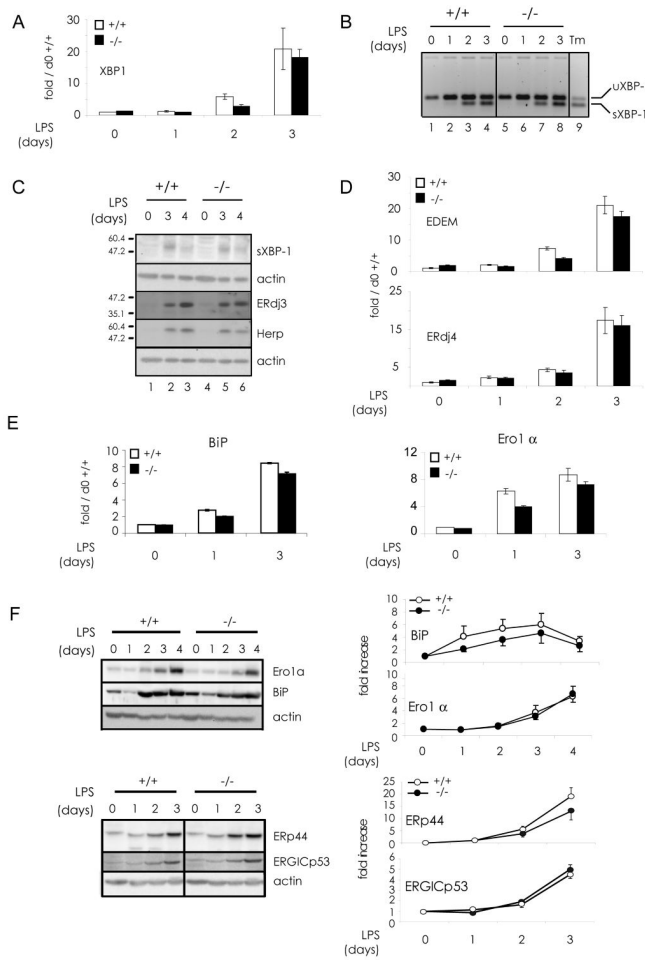 A
fold / d0 +/+
30
20
10
0
+/+
-/-
XBP1
LPS
(days)
0 1 2 3
B
LPS
(days)
+/+ -/-
0 1 2 3 0 1 2 3 Tm
uXBP-
sXBP-1
1 2 3 4 5 6 7 8 9
C
+/+ -/-
LPS
(days)
0 3 4 0 3 4
60.4
47.2
sXBP-1
actin
47.2
35.1
ERdj3
60.4
47.2
Herp
actin
1 2 3 4 5 6
D
fold / d0 +/+
30
20
10
0
+/+
-/-
EDEM
25
15
5
ERdj4
LPS
(days)
0 1 2 3
E
BiP
fold / d0 +/+
10
8
6
4
2
0
+/+
-/-
LPS
(days)
0 1 3
Ero1 α
12
8
4
0
+/+
-/-
LPS
(days)
0 1 3
F
+/+ -/-
LPS
(days)
0 1 2 3 4 0 1 2 3 4
Ero1a
BiP
actin
fold increase
+/+
-/-
10
8
6
4
2
0
BiP
10
8
6
4
2
0
Ero1 α
LPS
(days)
0 1 2 3 4
+/+ -/-
LPS
(days)
0 1 2 3 0 1 2 3
ERp44
ERGICp53
actin
fold increase
+/+
-/-
25
20
15
10
5
0
ERp44
6
5
4
3
2
1
0
ERGICp53
LPS
(days)
0 1 2 3